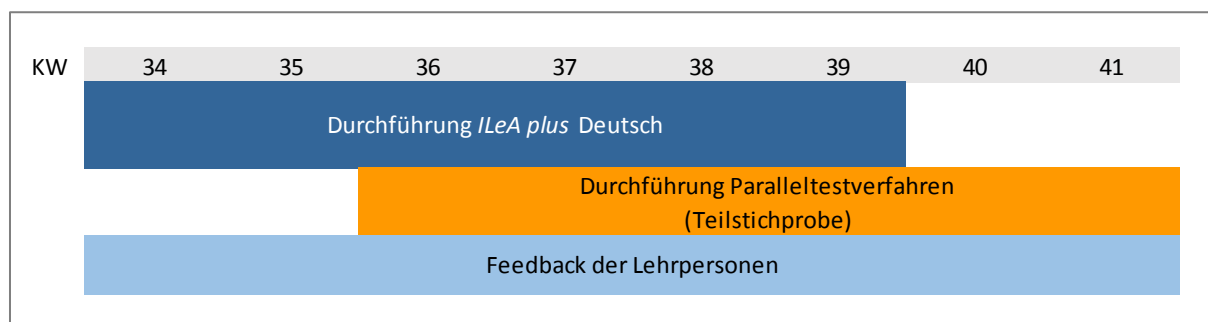 KW 34 35 36 37 38 39 40 41
Durchführung ILeA plus Deutsch
Durchführung Paralleltestverfahren
(Teilstichprobe)
Feedback der Lehrpersonen